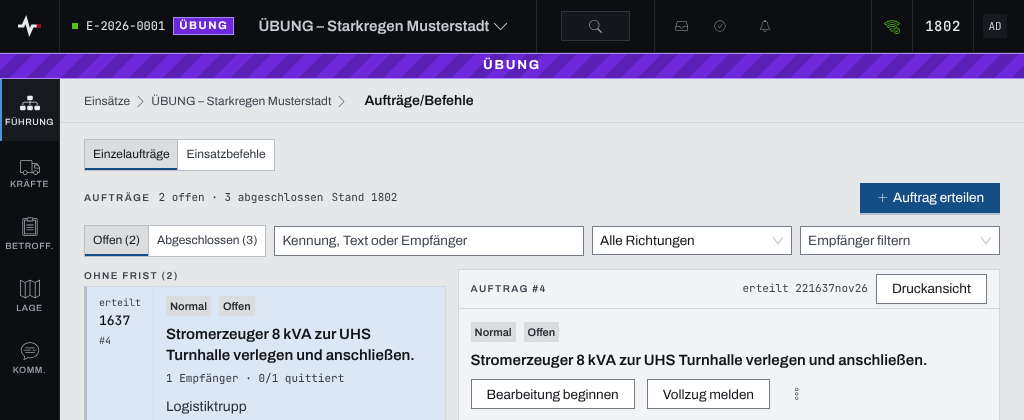 E-2026-0001 ÜBUNG ÜBUNG – Starkregen Musterstadt 1802 AD
ÜBUNG
FÜHRUNG
KRÄFTE
BETROFF.
LAGE
KOMM.
Einsätze ÜBUNG – Starkregen Musterstadt Aufträge/Befehle
Einzelaufträge Einsatzbefehle
AUFTRÄGE 2 offen · 3 abgeschlossen Stand 1802
+ Auftrag erteilen
Offen (2) Abgeschlossen (3) Kennung, Text oder Empfänger Alle Richtungen Empfänger filtern
OHNE FRIST (2)
erteilt
1637
#4
Normal Offen
Stromerzeuger 8 kVA zur UHS
Turnhalle verlegen und anschließen.
1 Empfänger · 0/1 quittiert
Logistiktrupp
AUFTRAG #4 erteilt 221637nov26 Druckansicht
Normal Offen
Stromerzeuger 8 kVA zur UHS Turnhalle verlegen und anschließen.
Bearbeitung beginnen Vollzug melden